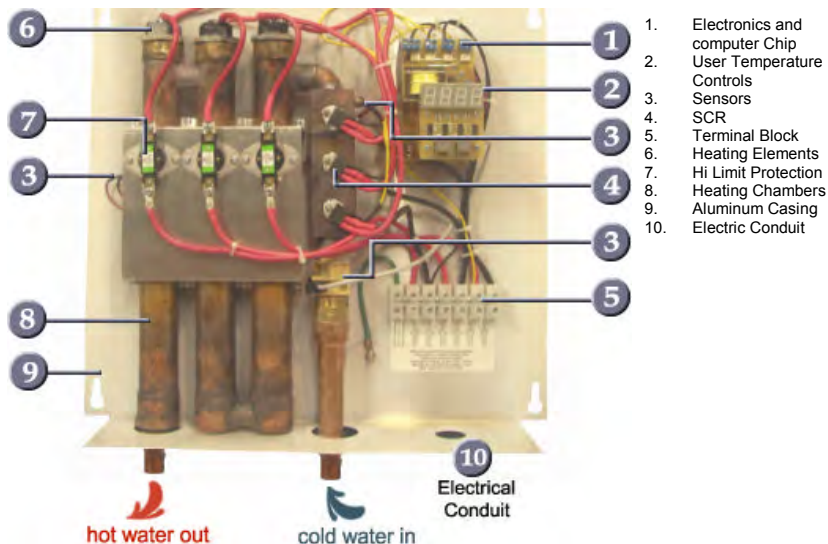 6
7
3
8
9
1
2
3
4
3
5
10
Electrical
Conduit
hot water out
cold water in
1. Electronics and
computer Chip
2. User Temperature
Controls
3. Sensors
4. SCR
5. Terminal Block
6. Heating Elements
7. Hi Limit Protection
8. Heating Chambers
9. Aluminum Casing
10. Electric Conduit